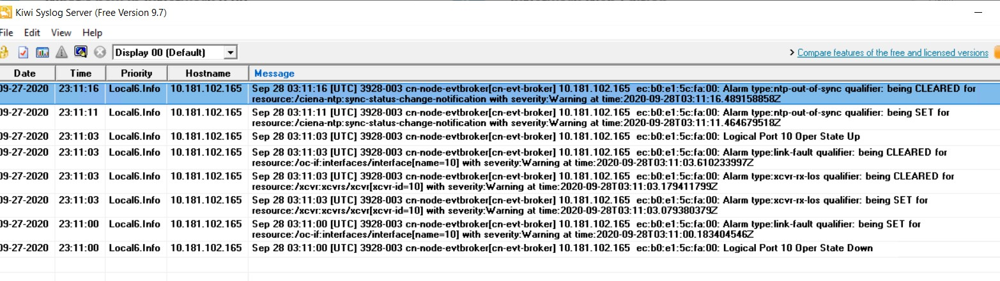 Kiwi Syslog Server (Free Version 9.7)
File Edit View Help
Display 00 (Default) > Compare features of the free and licensed versions
Date Time Priority Hostname Message
09-27-2020 23:11:16 Local6.Info 10.181.102.165 Sep 28 03:11:16 [UTC] 3928-003 cn-node-evtbroker[cn-evt-broker] 10.181.102.165 ec:b0:e1:5c:fa:00: Alarm type:ntp-out-of-sync qualifier: being CLEARED for
resource:/ciena-ntp:sync-status-change-notification with severity:Warning at time:2020-09-28T03:11:16.489158858Z
09-27-2020 23:11:11 Local6.Info 10.181.102.165 Sep 28 03:11:11 [UTC] 3928-003 cn-node-evtbroker[cn-evt-broker] 10.181.102.165 ec:b0:e1:5c:fa:00: Alarm type:ntp-out-of-sync qualifier: being SET for
resource:/ciena-ntp:sync-status-change-notification with severity:Warning at time:2020-09-28T03:11:11.464679518Z
09-27-2020 23:11:03 Local6.Info 10.181.102.165 Sep 28 03:11:03 [UTC] 3928-003 cn-node-evtbroker[cn-evt-broker] 10.181.102.165 ec:b0:e1:5c:fa:00: Logical Port 10 Oper State Up
09-27-2020 23:11:03 Local6.Info 10.181.102.165 Sep 28 03:11:03 [UTC] 3928-003 cn-node-evtbroker[cn-evt-broker] 10.181.102.165 ec:b0:e1:5c:fa:00: Alarm type:link-fault qualifier: being CLEARED for
resource:/oc-if:interfaces/interface[name=10] with severity:Warning at time:2020-09-28T03:11:03.610233997Z
09-27-2020 23:11:03 Local6.Info 10.181.102.165 Sep 28 03:11:03 [UTC] 3928-003 cn-node-evtbroker[cn-evt-broker] 10.181.102.165 ec:b0:e1:5c:fa:00: Alarm type:xcvr-rx-los qualifier: being CLEARED for
resource:/xcvr:xcvrs/xcvr[xcvr-id=10] with severity:Warning at time:2020-09-28T03:11:03.179411799Z
09-27-2020 23:11:03 Local6.Info 10.181.102.165 Sep 28 03:11:03 [UTC] 3928-003 cn-node-evtbroker[cn-evt-broker] 10.181.102.165 ec:b0:e1:5c:fa:00: Alarm type:xcvr-rx-los qualifier: being SET for
resource:/xcvr:xcvrs/xcvr[xcvr-id=10] with severity:Warning at time:2020-09-28T03:11:03.079380379Z
09-27-2020 23:11:00 Local6.Info 10.181.102.165 Sep 28 03:11:00 [UTC] 3928-003 cn-node-evtbroker[cn-evt-broker] 10.181.102.165 ec:b0:e1:5c:fa:00: Alarm type:link-fault qualifier: being SET for
resource:/oc-if:interfaces/interface[name=10] with severity:Warning at time:2020-09-28T03:11:00.183404546Z
09-27-2020 23:11:00 Local6.Info 10.181.102.165 Sep 28 03:11:00 [UTC] 3928-003 cn-node-evtbroker[cn-evt-broker] 10.181.102.165 ec:b0:e1:5c:fa:00: Logical Port 10 Oper State Down